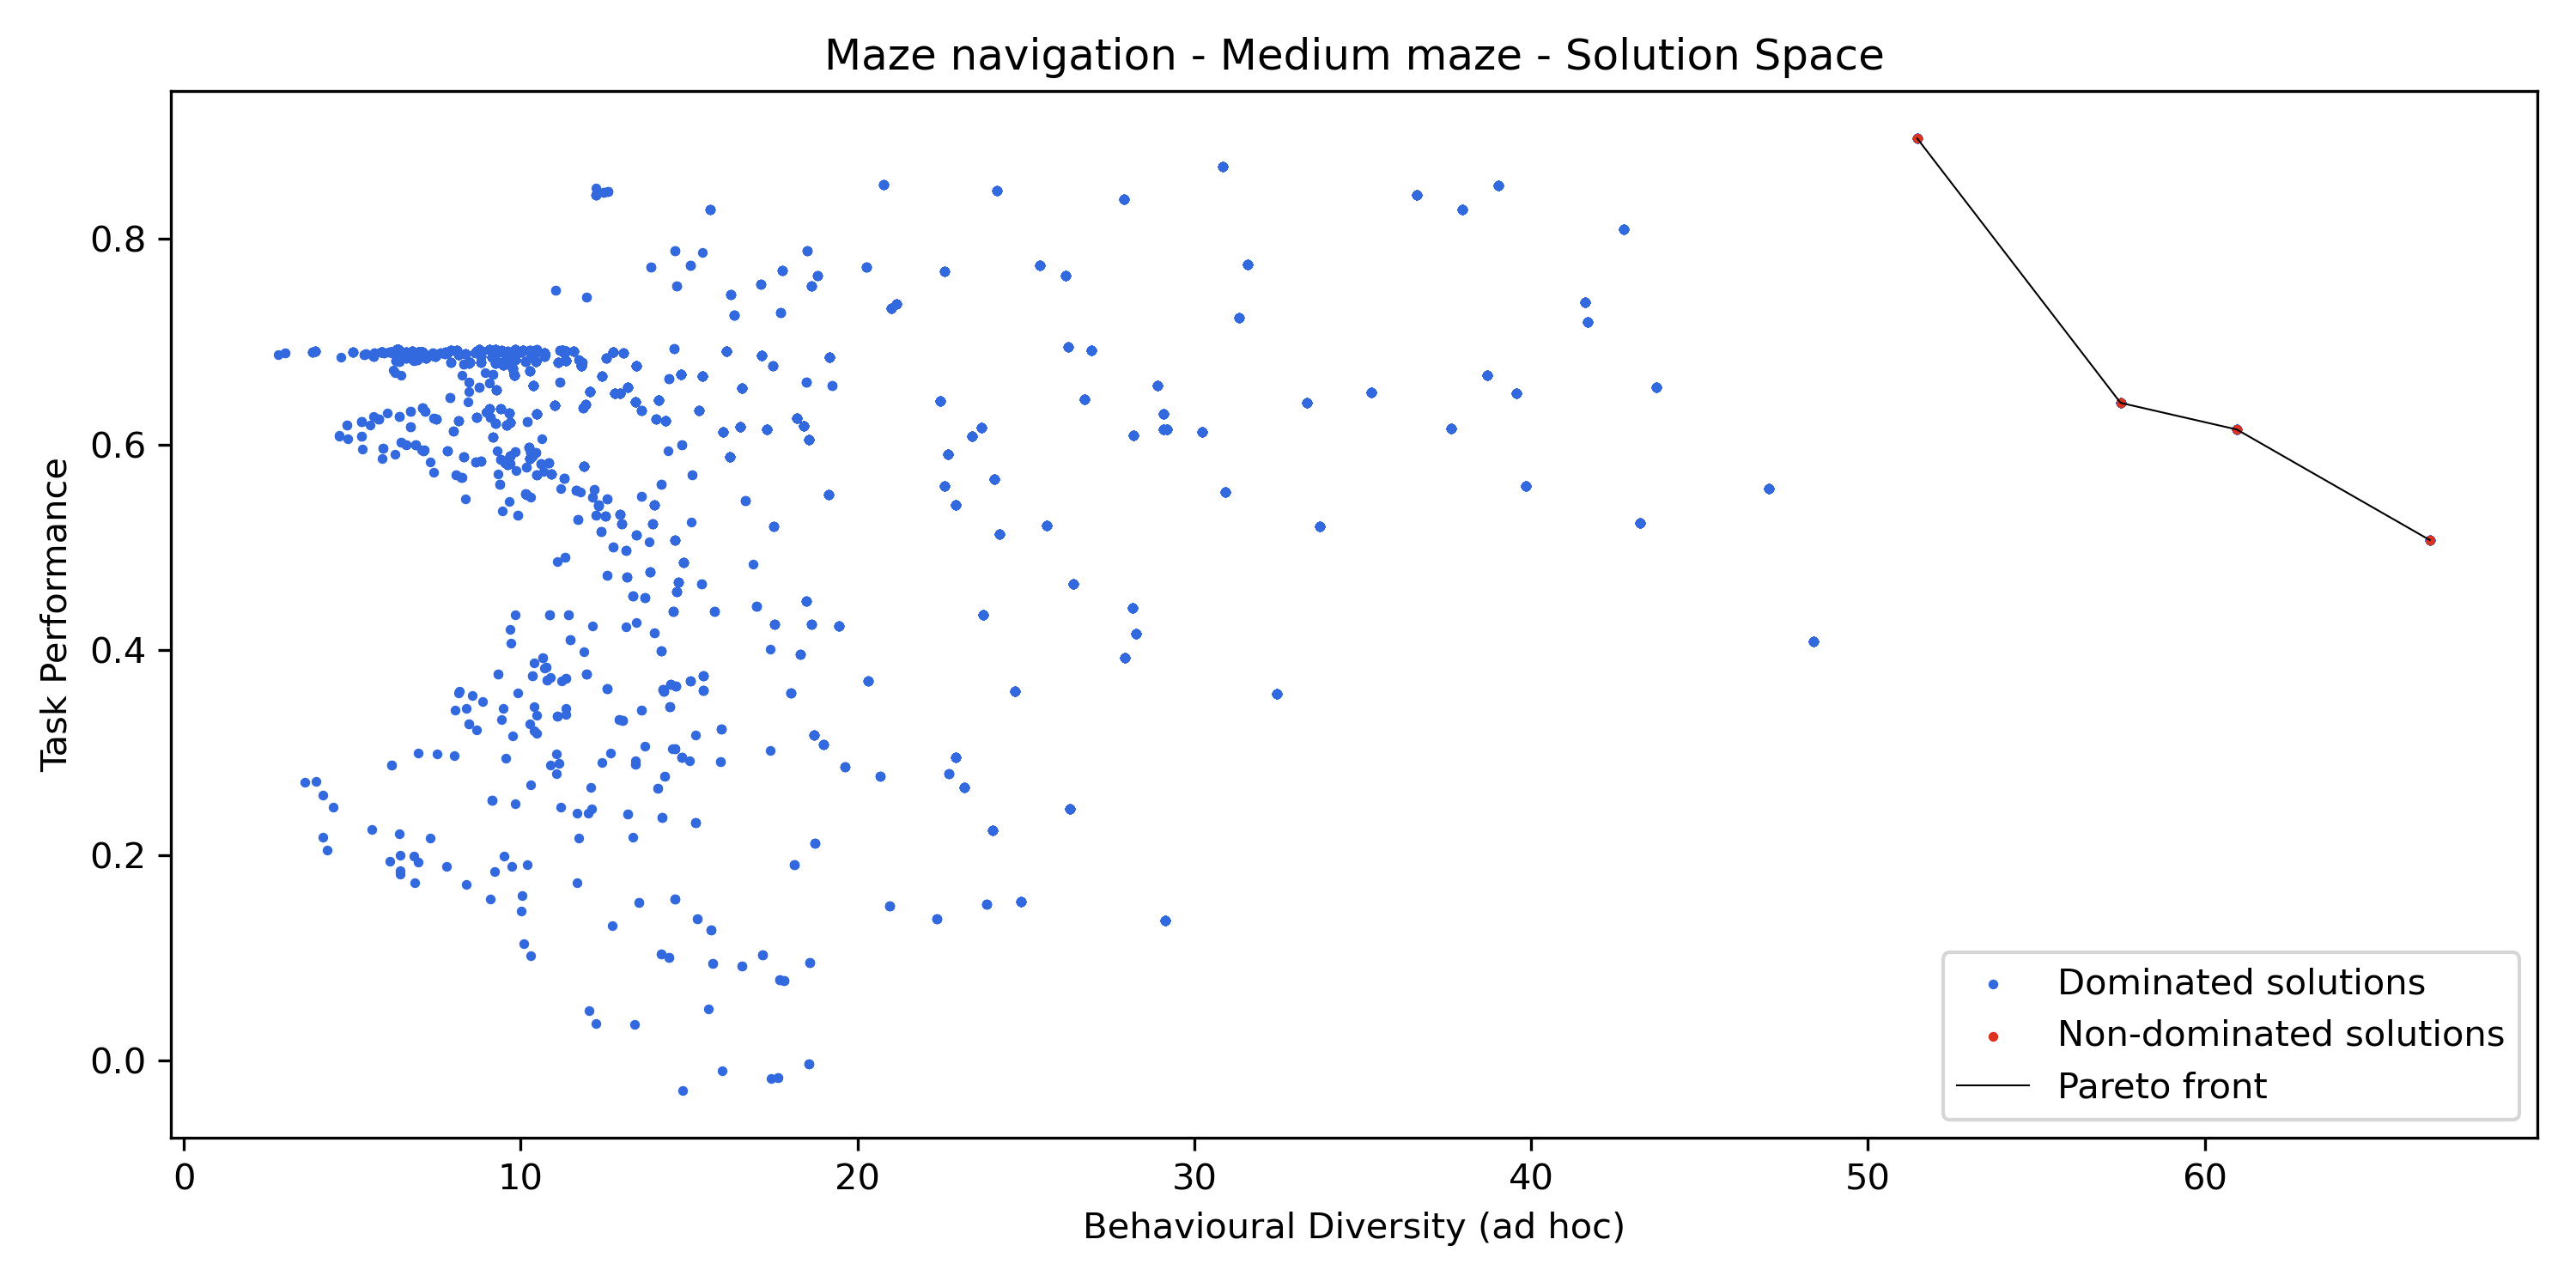 Maze navigation - Medium maze - Solution Space
Task Performance
0.8
0.6
0.4
0.2
0.0
0 10 20 30 40 50 60
Behavioural Diversity (ad hoc)
Dominated solutions
Non-dominated solutions
Pareto front